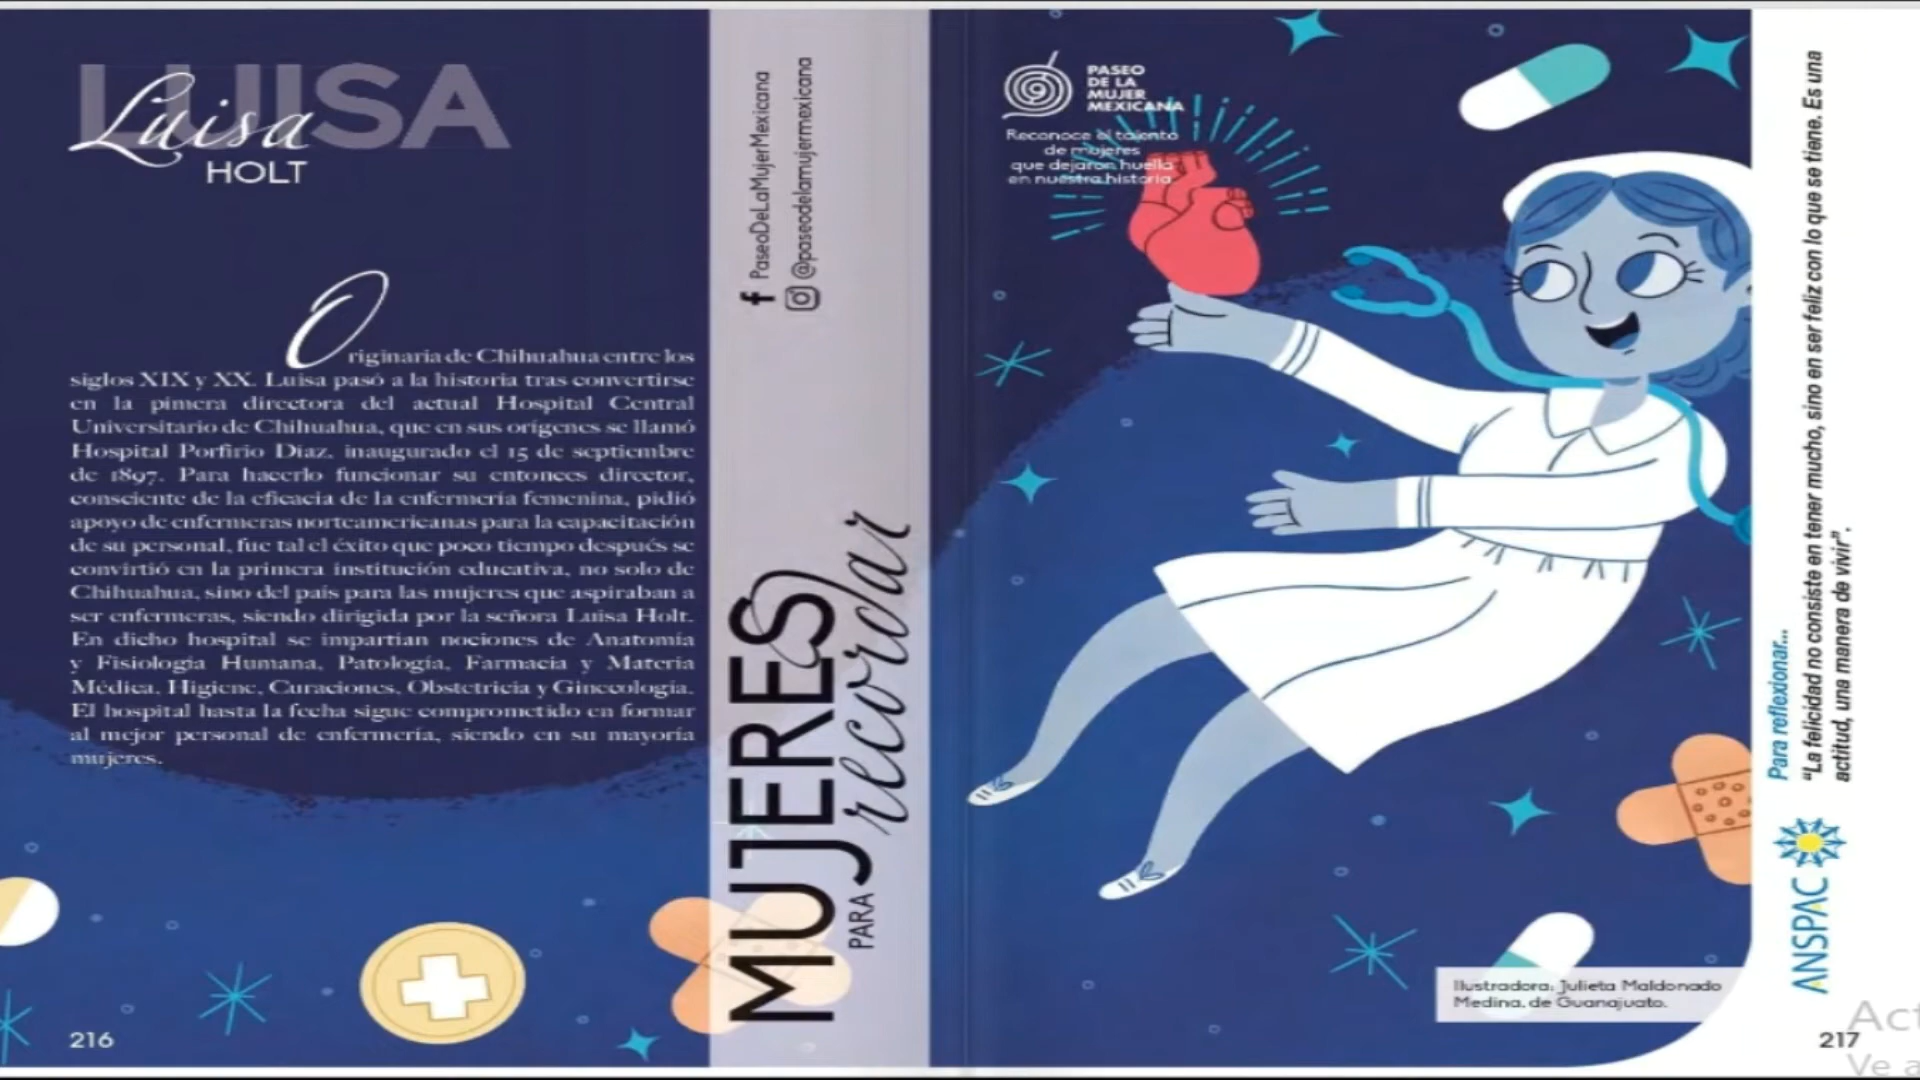 LUISA
Luisa
HOLT
Originaria de Chihuahua entre los
siglos XIX y XX. Luisa pasó a la historia tras convertirse
en la pimera directora del actual Hospital Central
Universitario de Chihuahua, que en sus orígenes se llamó
Hospital Porfirio Díaz, inaugurado el 15 de septiembre
de 1897. Para hacerlo funcionar su entonces director,
consciente de la eficacia de la enfermería femenina, pidió
apoyo de enfermeras norteamericanas para la capacitación
de su personal, fue tal el éxito que poco tiempo después se
convirtió en la primera institución educativa, no solo de
Chihuahua, sino del país para las mujeres que aspiraban a
ser enfermeras, siendo dirigida por la señora Luisa Holt.
En dicho hospital se impartían nociones de Anatomía
y Fisiología Humana, Patología, Farmacia y Materia
Médica, Higiene, Curaciones, Obstetricia y Ginecología.
El hospital hasta la fecha sigue comprometido en formar
al mejor personal de enfermería, siendo en su mayoría
mujeres.
216
f PaseoDeLaMujerMexicana
@paseodelamujermexicana
MUJERES
PARA recordar
PASEO
DE LA
MUJER
MEXICANA
Reconoce el talento
de mujeres
que dejaron huella
en nuestra historia.
Ilustradora: Julieta Maldonado
Medina, de Guanajuato.
Para reflexionar...
"La felicidad no consiste en tener mucho, sino en ser feliz con lo que se tiene. Es una
actitud, una manera de vivir".
ANSPAC
217
Act
Ve a